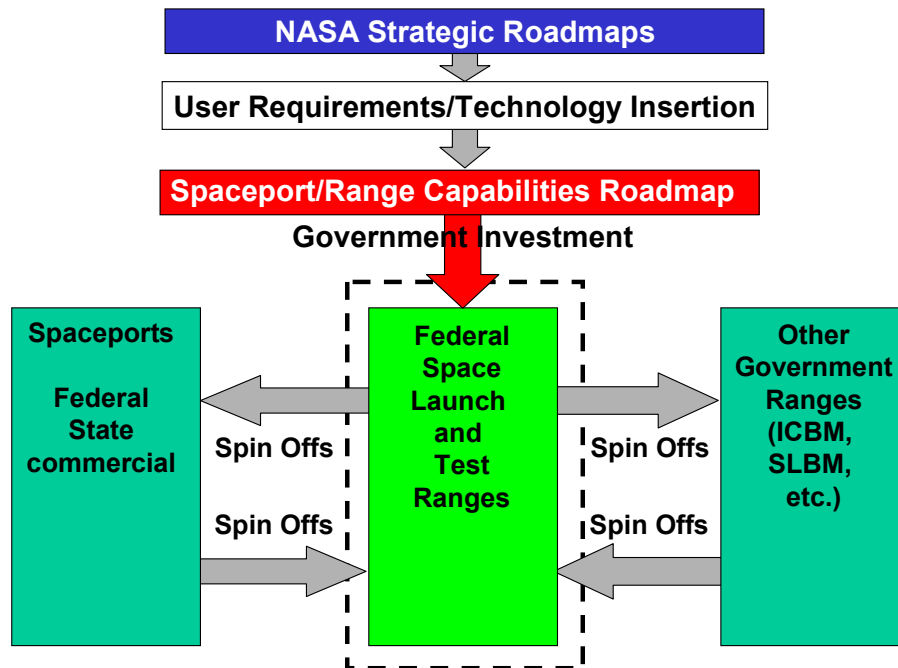 NASA Strategic Roadmaps
User Requirements/Technology Insertion
Spaceport/Range Capabilities Roadmap
Government Investment
Spaceports
Federal
State
commercial
Spin Offs
Spin Offs
Federal
Space
Launch
and
Test
Ranges
Spin Offs
Spin Offs
Other
Government
Ranges
(ICBM,
SLBM,
etc.)